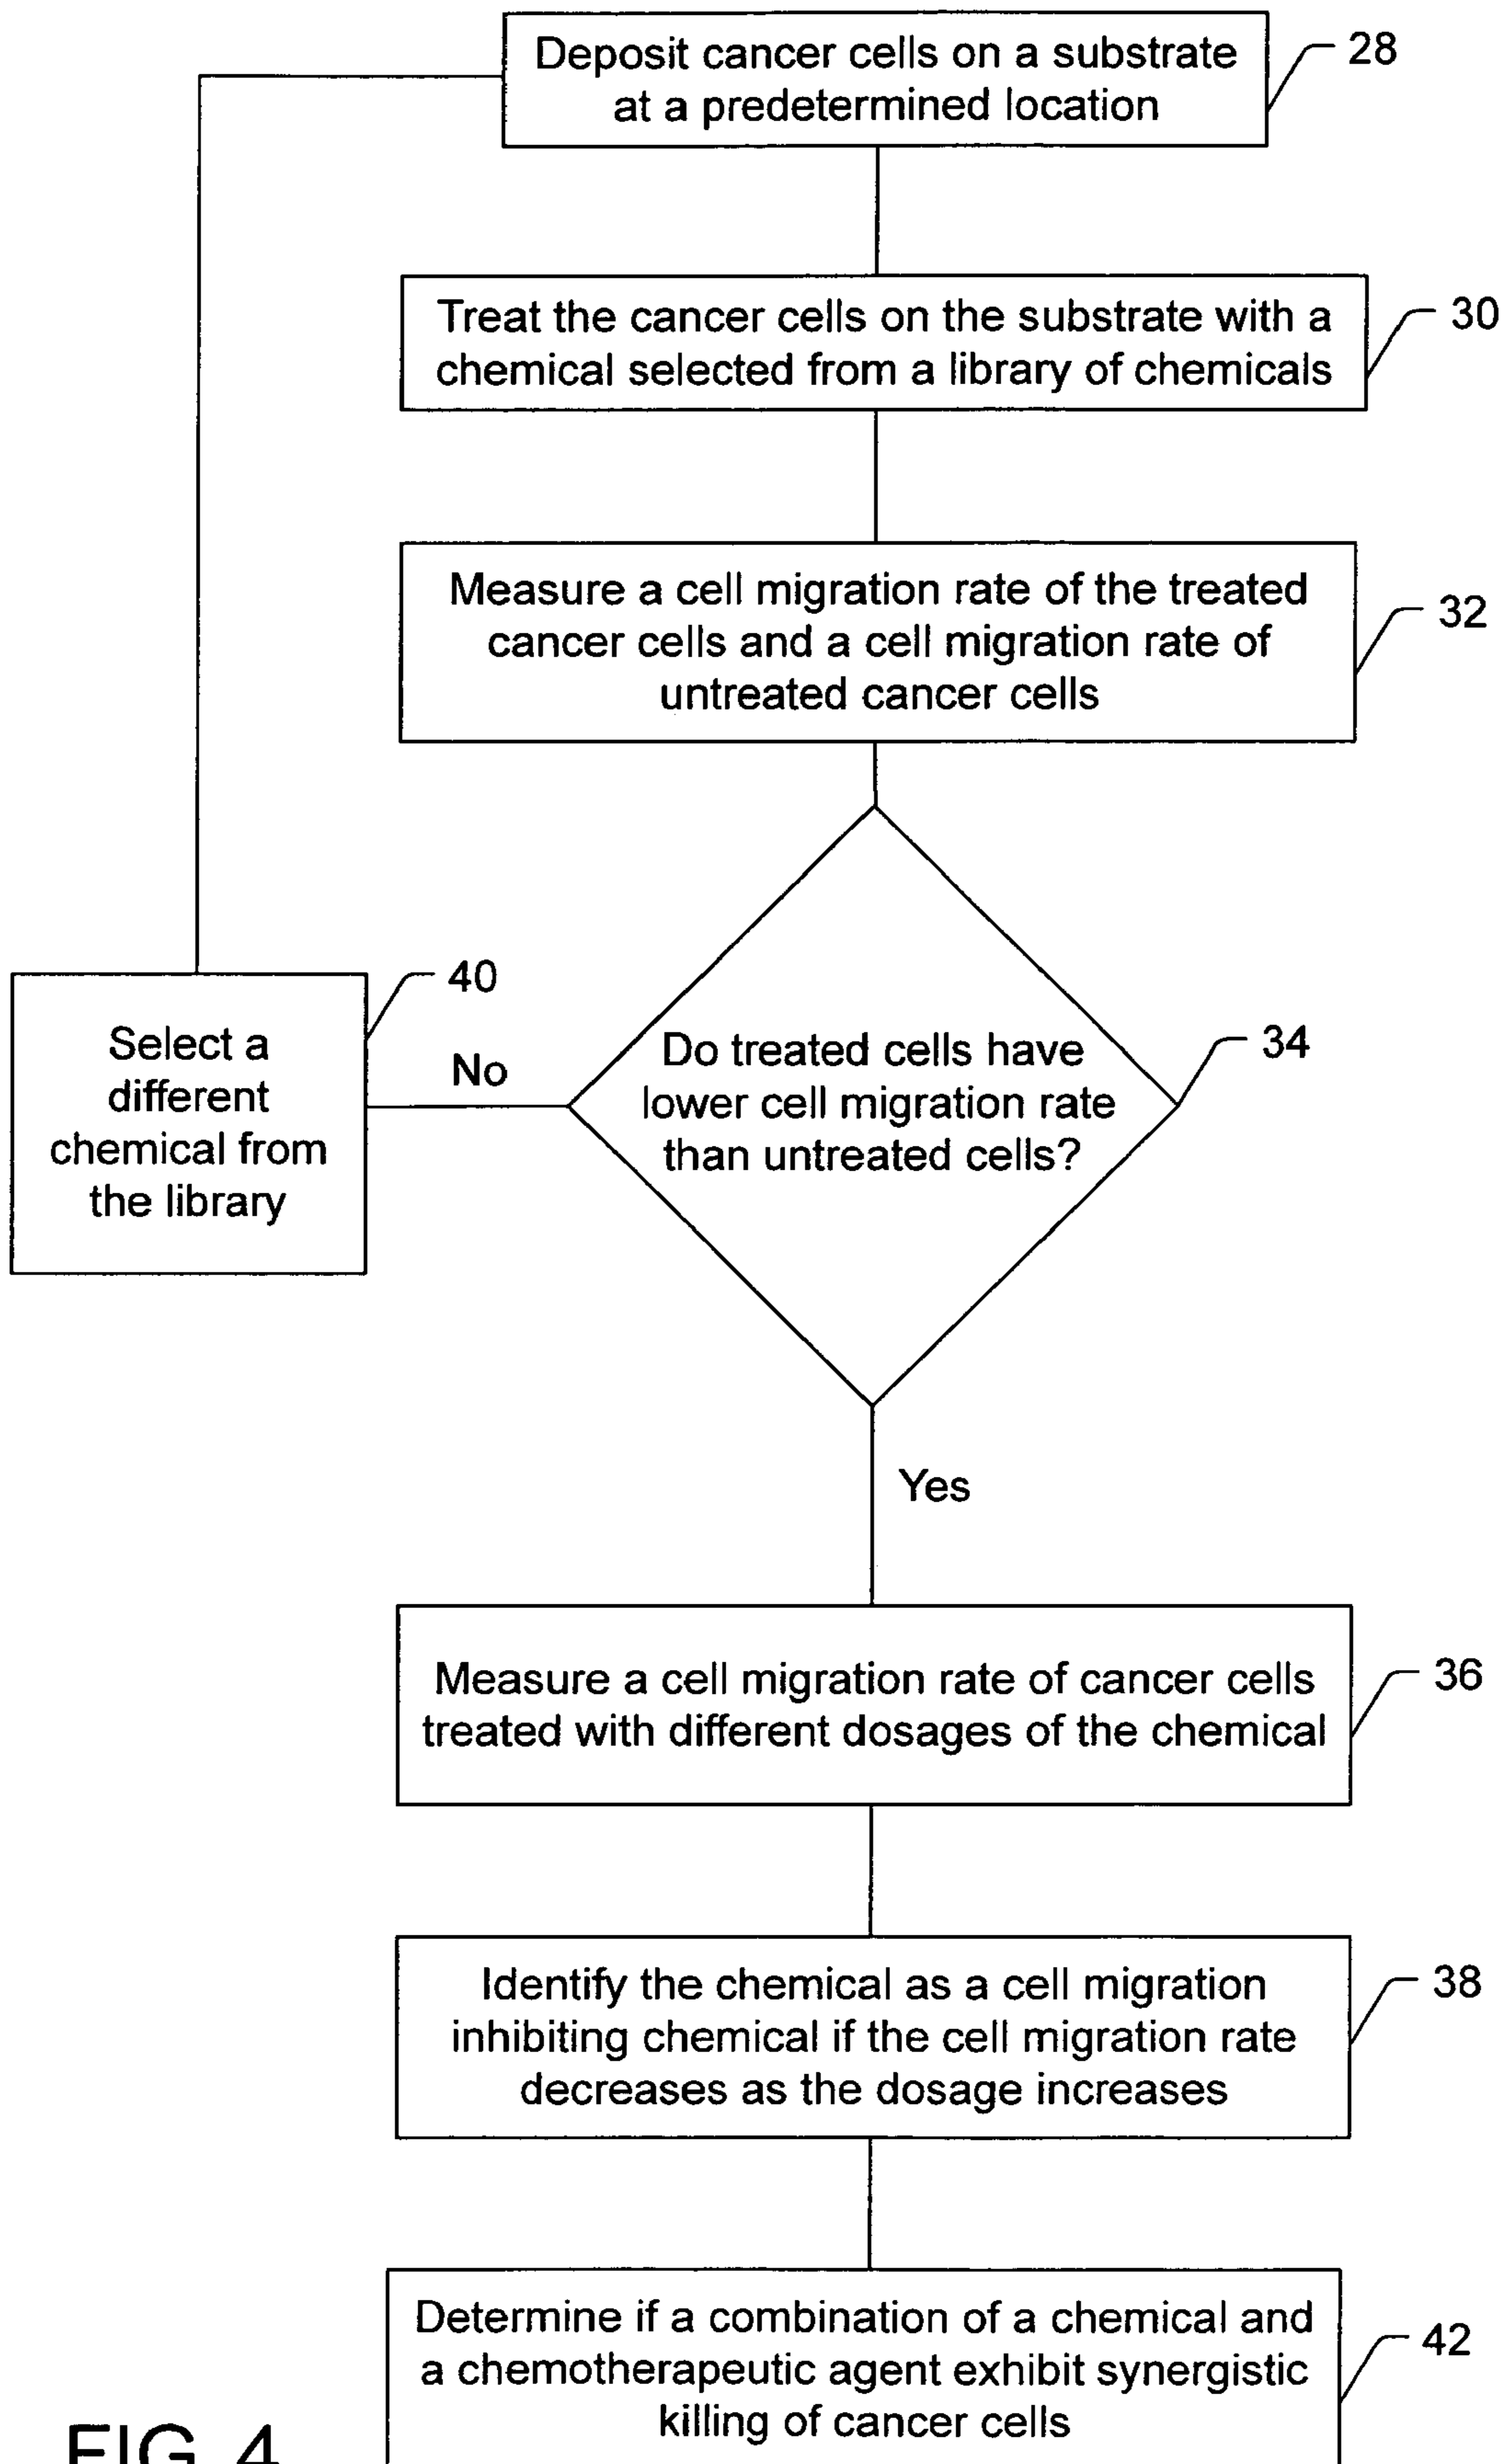 Deposit cancer cells on a substrate
at a predetermined location
28
Treat the cancer cells on the substrate with a
chemical selected from a library of chemicals
30
Measure a cell migration rate of the treated
cancer cells and a cell migration rate of
untreated cancer cells
32
Do treated cells have
lower cell migration rate
than untreated cells?
34
No
Select a
different
chemical from
the library
40
Yes
Measure a cell migration rate of cancer cells
treated with different dosages of the chemical
36
Identify the chemical as a cell migration
inhibiting chemical if the cell migration rate
decreases as the dosage increases
38
Determine if a combination of a chemical and
a chemotherapeutic agent exhibit synergistic
killing of cancer cells
42
FIG. 4